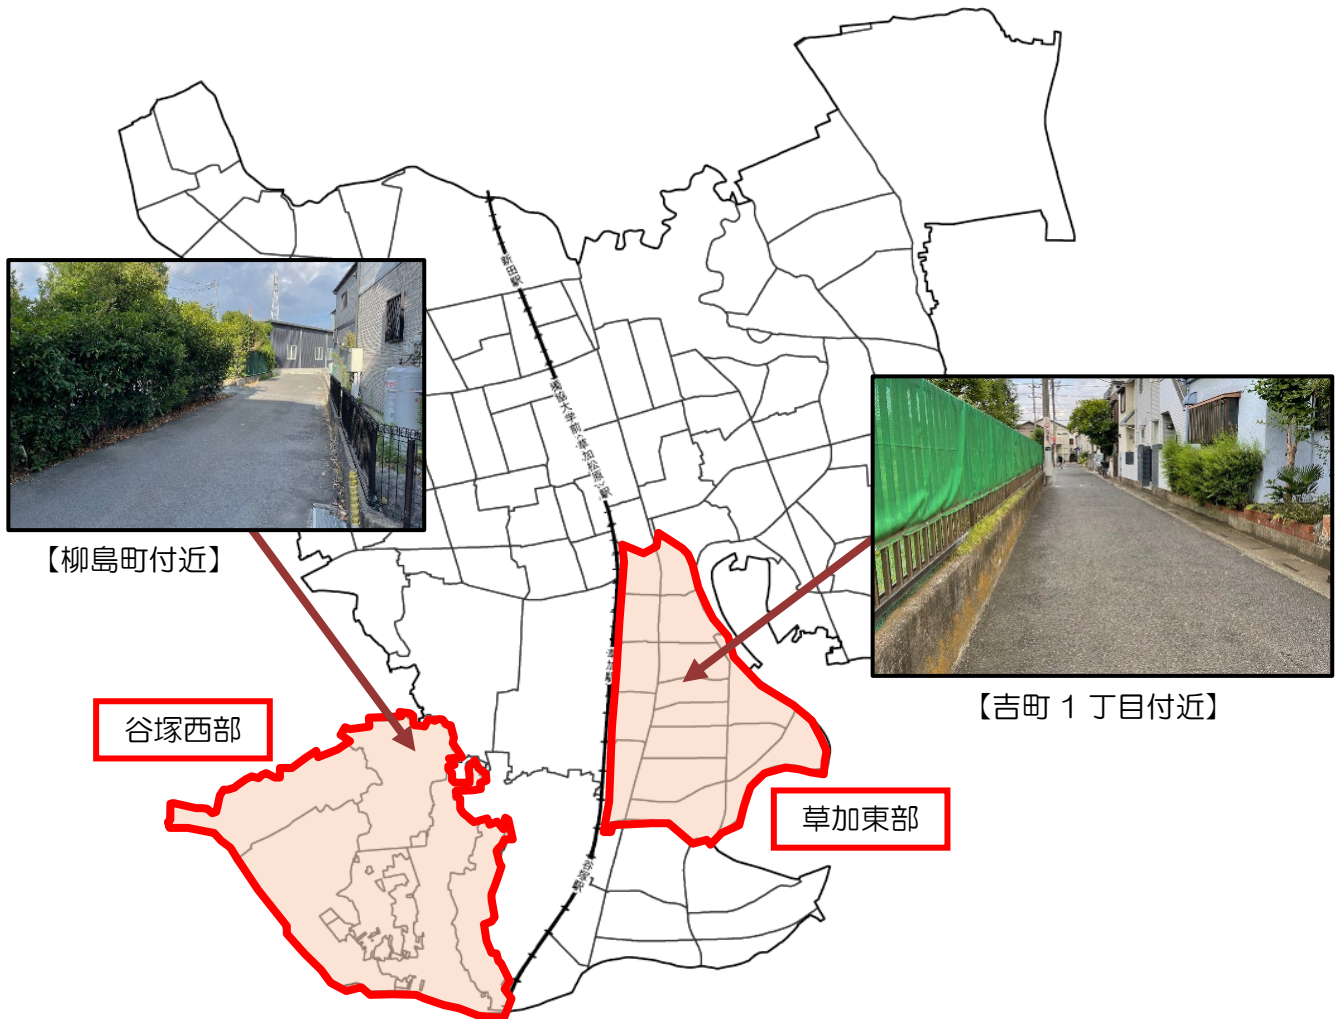 新田駅
獨協大学前〈草加松原〉駅
【柳島町付近】
草加駅
【吉町 1 丁目付近】
谷塚西部
草加東部
谷塚駅